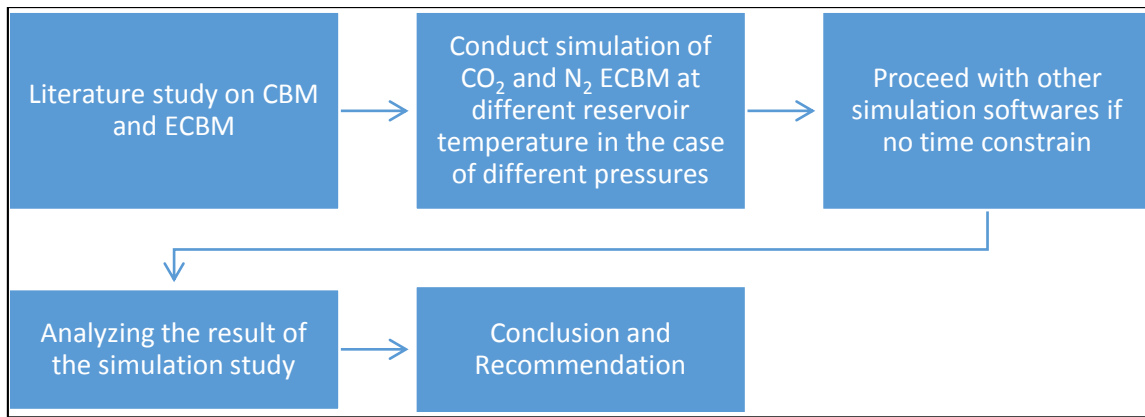 Literature study on CBM
and ECBM
Conduct simulation of
CO₂ and N₂ ECBM at
different reservoir
temperature in the case
of different pressures
Proceed with other
simulation softwares if
no time constrain
Analyzing the result of
the simulation study
Conclusion and
Recommendation